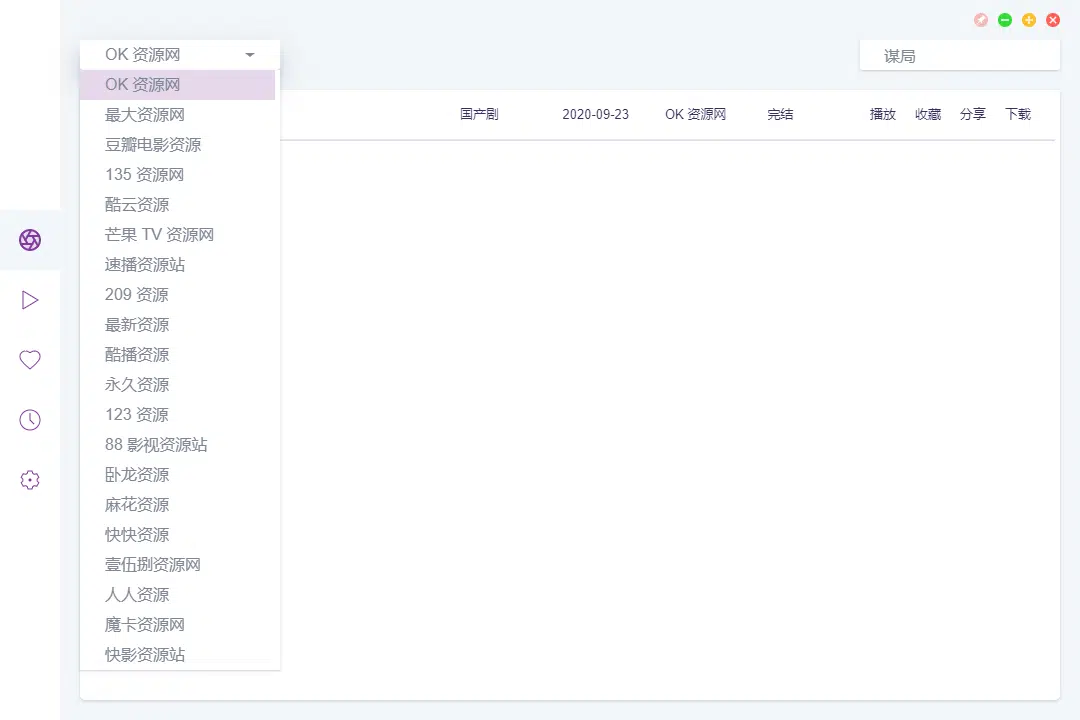 OK 资源网
谋局
OK 资源网
最大资源网
豆瓣电影资源
135 资源网
酷云资源
芒果 TV 资源网
速播资源站
209 资源
最新资源
酷播资源
永久资源
123 资源
88 影视资源站
卧龙资源
麻花资源
快快资源
壹伍捌资源网
人人资源
魔卡资源网
快影资源站
国产剧 2020-09-23 OK 资源网 完结 播放 收藏 分享 下载